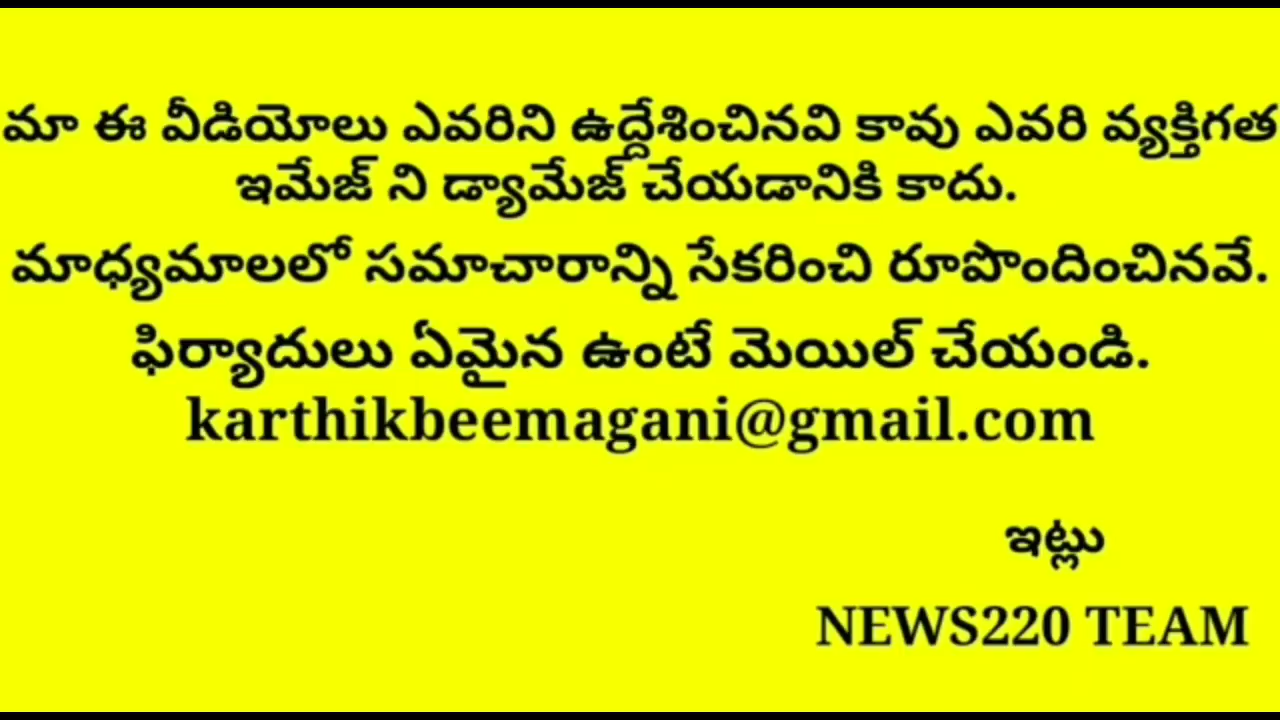 మా ఈ వీడియోలు ఎవరిని ఉద్దేశించినవి కావు ఎవరి వ్యక్తిగత
ఇమేజ్ ని డ్యామేజ్ చేయడానికి కాదు.
మాధ్యమాలలో సమాచారాన్ని సేకరించి రూపొందించినవే.
ఫిర్యాదులు ఏమైన ఉంటే మెయిల్ చేయండి.
karthikbeemagani@gmail.com
ఇట్లు
NEWS220 TEAM